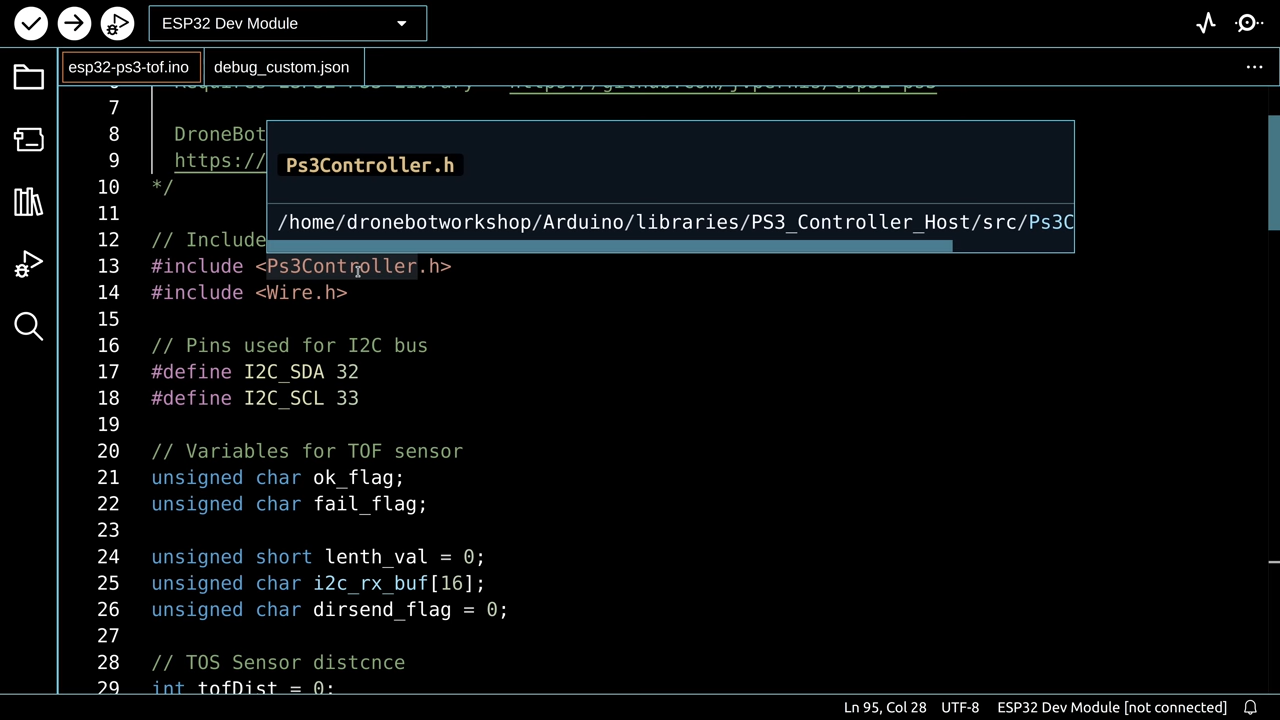 ESP32 Dev Module
esp32-ps3-tof.ino
debug_custom.json
7
8 DroneBot
9 https://
10 */
Ps3Controller.h
/home/dronebotworkshop/Arduino/libraries/PS3_Controller_Host/src/Ps3C
11
12 // Include
13 #include <Ps3Controller.h>
14 #include <Wire.h>
15
16 // Pins used for I2C bus
17 #define I2C_SDA 32
18 #define I2C_SCL 33
19
20 // Variables for TOF sensor
21 unsigned char ok_flag;
22 unsigned char fail_flag;
23
24 unsigned short lenth_val = 0;
25 unsigned char i2c_rx_buf[16];
26 unsigned char dirsend_flag = 0;
27
28 // TOS Sensor distcnce
29 int tofDist = 0;
Ln 95, Col 28 UTF-8 ESP32 Dev Module [not connected]